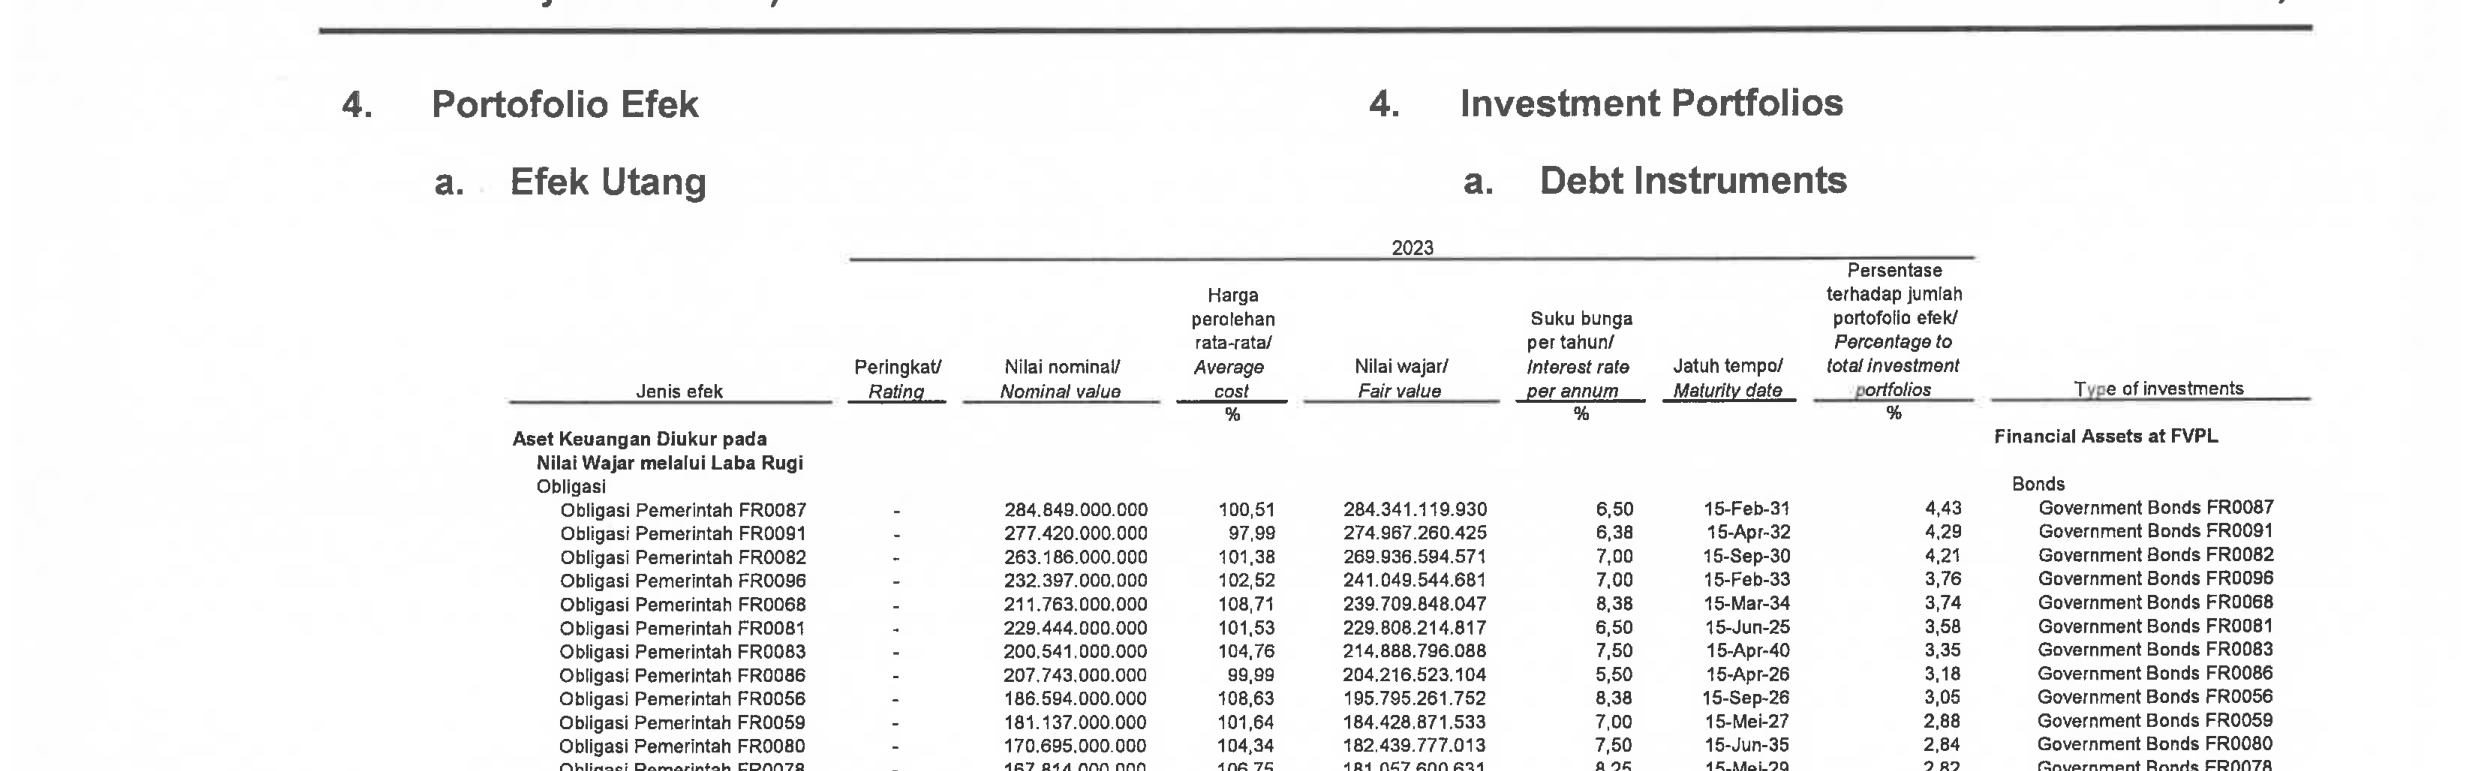 4. Portofolio Efek 4. Investment Portfolios
a. Efek Utang a. Debt Instruments
2023
Persentase
Harga terhadap jumlah
perolehan Suku bunga portofolio efek/
rata-rata/ per tahun/ Percentage to
Peringkat/ Nilai nominal/ Average Nilai wajar/ Interest rate Jatuh tempo/ total investment
Jenis efek Rating Nominal value cost Fair value per annum Maturity date portfolios Type of investments
% % %
Aset Keuangan Diukur pada Financial Assets at FVPL
Nilai Wajar melalui Laba Rugi
Obligasi Bonds
Obligasi Pemerintah FR0087 - 284.849.000.000 100,51 284.341.119.930 6,50 15-Feb-31 4,43 Government Bonds FR0087
Obligasi Pemerintah FR0091 - 277.420.000.000 97,99 274.967.260.425 6,38 15-Apr-32 4,29 Government Bonds FR0091
Obligasi Pemerintah FR0082 - 263.186.000.000 101,38 269.936.594.571 7,00 15-Sep-30 4,21 Government Bonds FR0082
Obligasi Pemerintah FR0096 - 232.397.000.000 102,52 241.049.544.681 7,00 15-Feb-33 3,76 Government Bonds FR0096
Obligasi Pemerintah FR0068 - 211.763.000.000 108,71 239.709.848.047 8,38 15-Mar-34 3,74 Government Bonds FR0068
Obligasi Pemerintah FR0081 - 229.444.000.000 101,53 229.808.214.817 6,50 15-Jun-25 3,58 Government Bonds FR0081
Obligasi Pemerintah FR0083 - 200.541.000.000 104,76 214.888.796.088 7,50 15-Apr-40 3,35 Government Bonds FR0083
Obligasi Pemerintah FR0086 - 207.743.000.000 99,99 204.216.523.104 5,50 15-Apr-26 3,18 Government Bonds FR0086
Obligasi Pemerintah FR0056 - 186.594.000.000 108,63 195.795.261.752 8,38 15-Sep-26 3,05 Government Bonds FR0056
Obligasi Pemerintah FR0059 - 181.137.000.000 101,64 184.428.871.533 7,00 15-Mei-27 2,88 Government Bonds FR0059
Obligasi Pemerintah FR0080 - 170.695.000.000 104,34 182.439.777.013 7,50 15-Jun-35 2,84 Government Bonds FR0080
Obligasi Pemerintah FR0078 - 167.814.000.000 106,75 181.057.600.631 8,25 15-Mei-29 2,82 Government Bonds FR0078